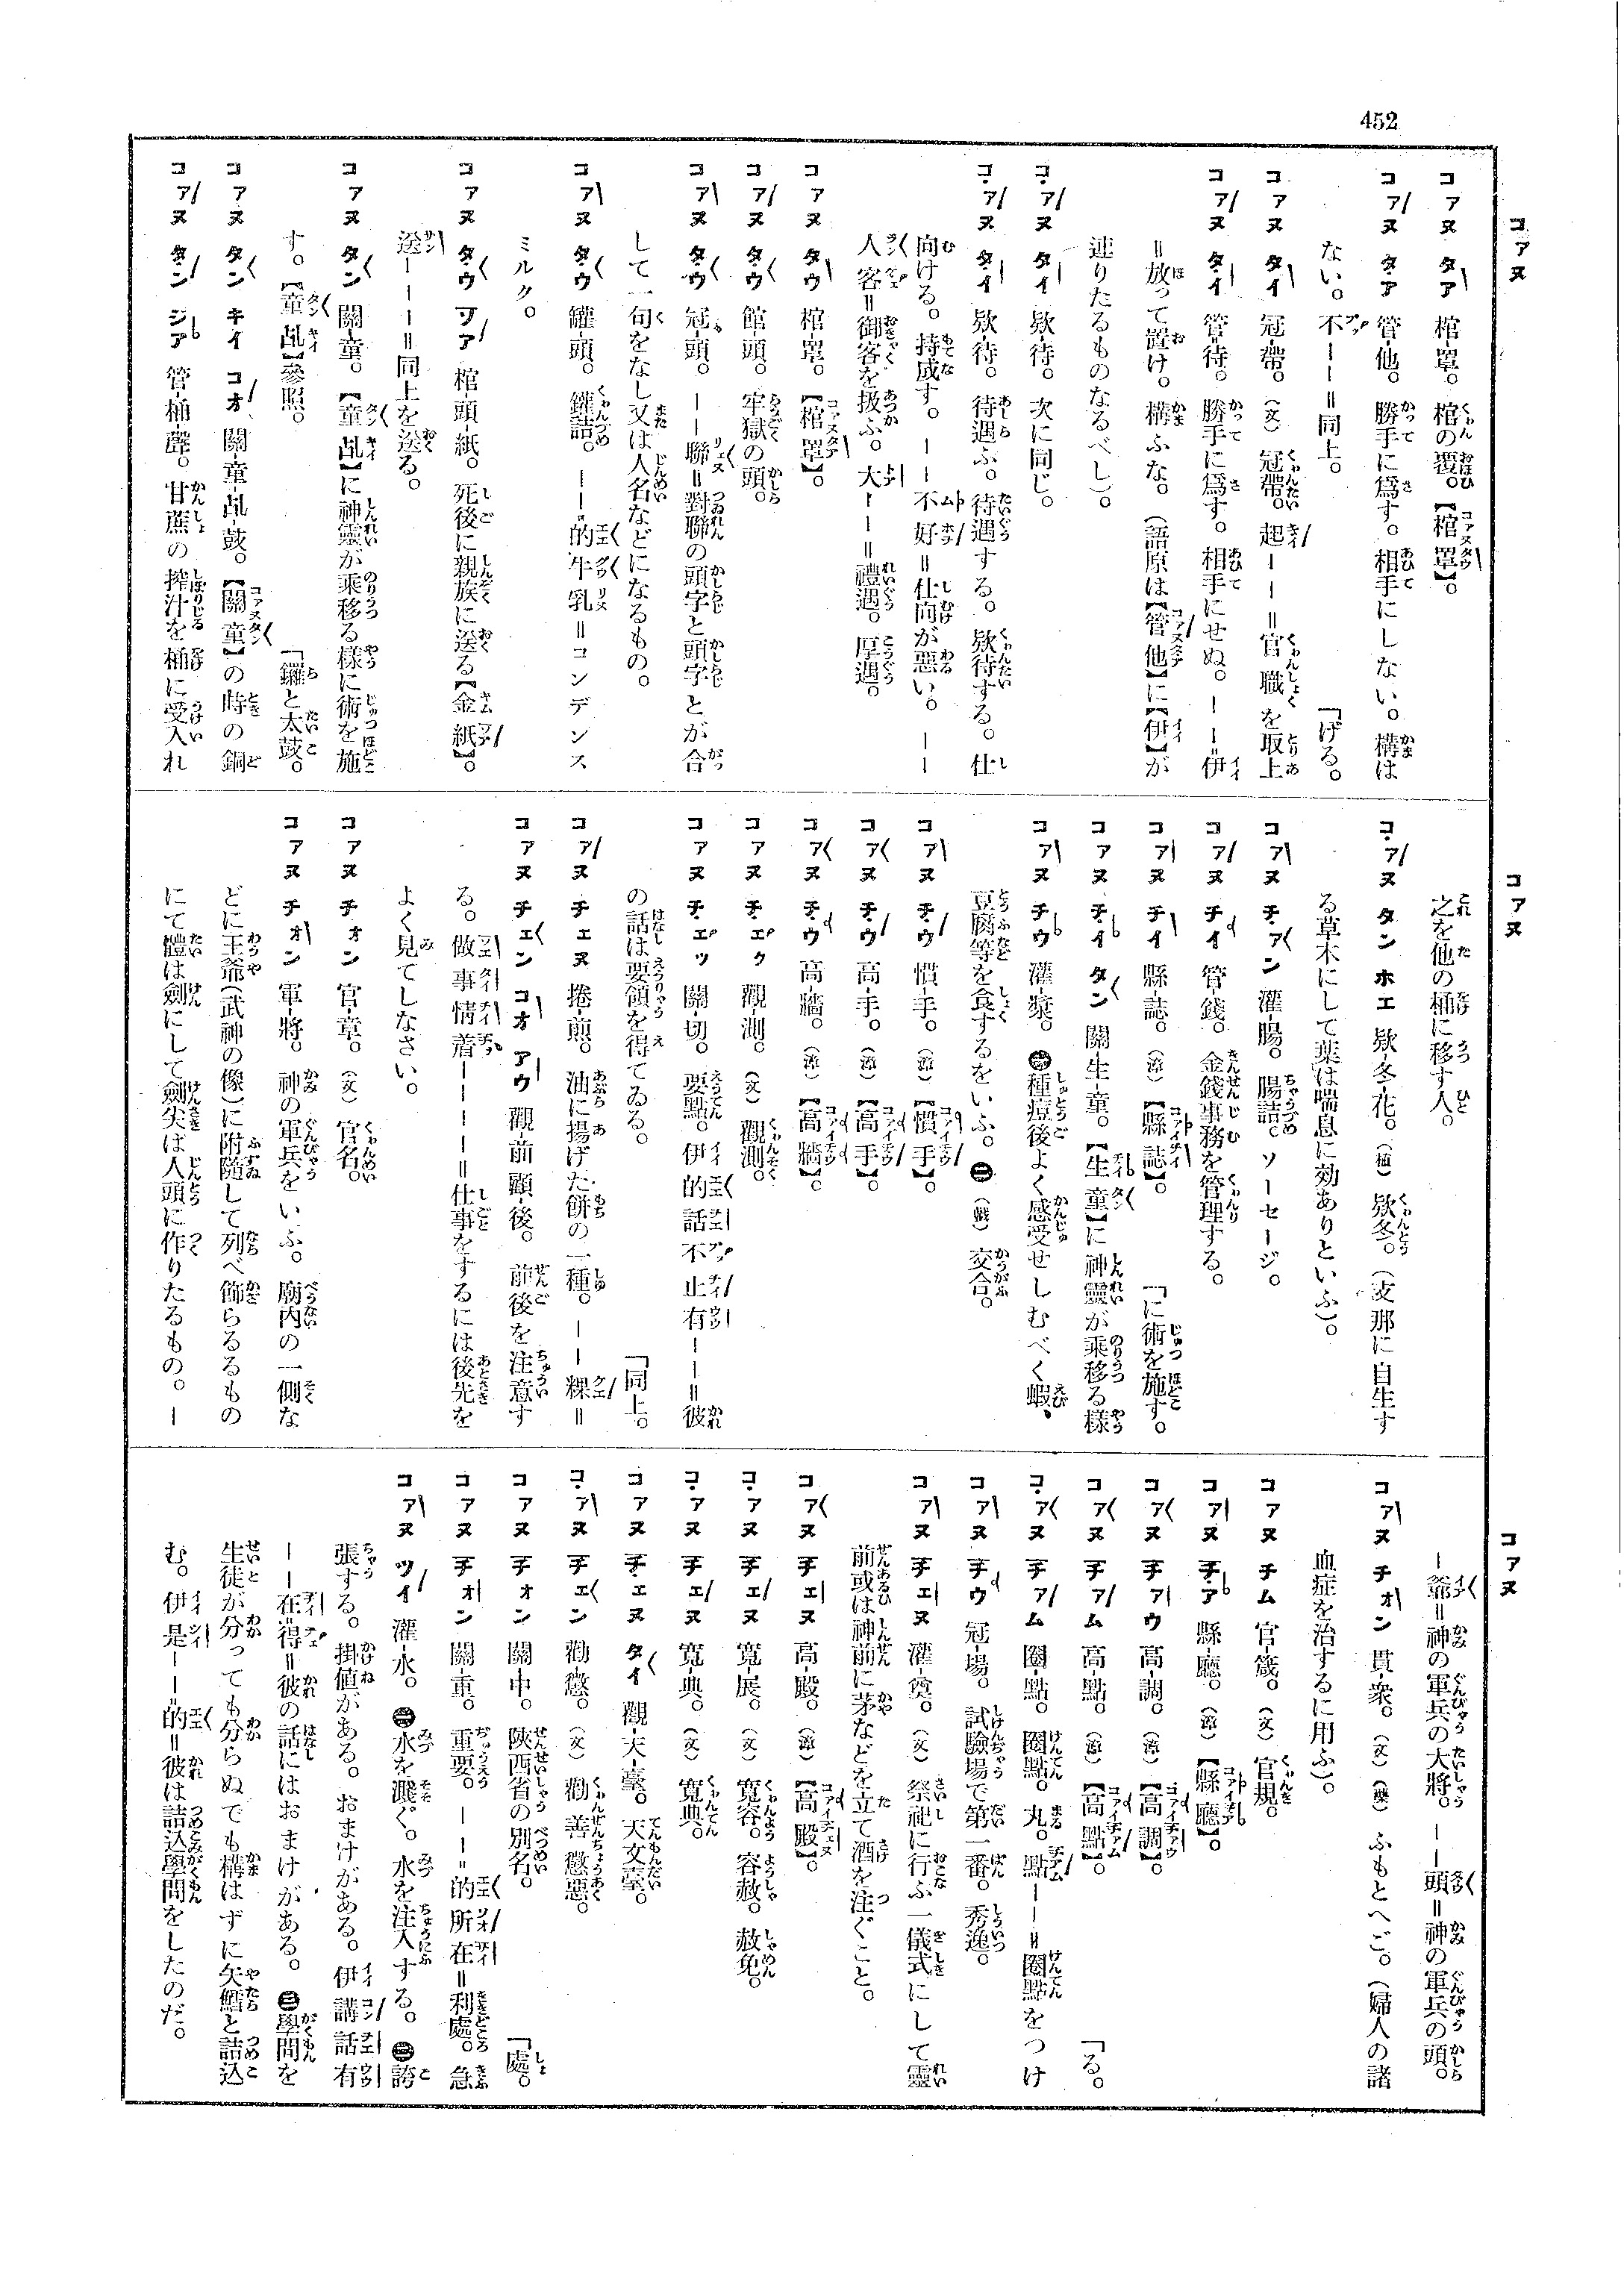 452
コアヌ
コアヌ タア 棺-罩。棺の覆。【棺罩】。
コアヌ タア 管-他。勝手に爲す。相手にしない。構は
ない。不ーー=同上。 「げる。
コアヌ タイ 冠-帶。(文)冠帶。起ーー=官職を取上
コアヌ タイ 管-待。勝手に爲す。相手にせぬ。ーー伊
=放って置け。構ふな。(語原は【管他】に【伊】が
連りたるものなるべし)。
コアヌ タイ 欵-待。次に同じ。
コアヌ タイ 欵-待。待遇ふ。待遇する。欵待する。仕
向ける。持成す。ーー不好=仕向が惡い。ーー
人客=御客を扱ふ。大ーー=禮遇。厚遇。
コアヌ タウ 棺-罩。【棺罩】。
コアヌ タウ 館-頭。牢獄の頭。
コアヌ タウ 冠-頭。ーー聯=對聯の頭字と頭字とが合
して一句をなし又は人名などになるもの。
コアヌ タウ 罐-頭。鑵詰。ーー的牛乳=コンデンス
ミルク。
コアヌ タウ ツァ 棺-頭-紙。死後に親族に送る【金紙】。
送ーーー=同上を送る。
コアヌ タン 關-童。【童乩】に神靈が乘移る樣に術を施
す。【童乩】參照。 「鑼と太鼓。
コアヌ タン キイ コオ 關-童-乩-鼓。【關童】の時の銅
コアヌ タン ジア 管-桶-蔗。甘蔗の搾汁を桶に受入れ
コアヌ
之を他の桶に移す人。
コアヌ タン ホエ 欵-冬-花。(植)欵冬。(支那に自生す
る草木にして葉は喘息に効ありといふ)。
コアヌ チアン 灌-腸。腸詰。ソーセージ。
コアヌ チイ 管-錢。金錢事務を管理する。
コアヌ チイ 縣-誌。(漳)【縣誌】。 「に術を施す。
コアヌ チイ タン 關-生-童。【生童】に神靈が乘移る樣
コアヌ チウ 灌-漿。㊀種痘後よく感受せしむべく蝦、
豆腐等を食するをいふ。㊁(戲)交合。
コアヌ チウ 慣-手。(漳)【慣手】。
コアヌ チウ 高-手。(漳)【高手】。
コアヌ チウ 高-牆。(漳)【高牆】。
コアヌ チェク 觀-測。(文)觀測。
コアヌ チェッ 關-切。要點。伊的話不止有ーー=彼
の話は要領を得てゐる。 「同上。
コアヌ チェヌ 捲-煎。油に揚げた餅の一種。ーー粿=
コアヌ チェン コオ アウ 觀-前-顧-後。前後を注意す
る。做事情着ーーーー=仕事をするには後先を
よく見てしなさい。
コアヌ チォン 官-章。(文)官名。
コアヌ チォン 軍-將。神の軍兵をいふ。廟内の一側な
どに王爺(武神の像)に附隨して列べ飾らるるもの
にて體は劍にして劍尖は人頭に作りたるもの。ー
コアヌ
ー爺=神の軍兵の大將。ーー頭=神の軍兵の頭。
コアヌ チォン 貫-衆。(文)(藥)ふもとへご。(婦人の諸
血症を治するに用ふ)。
コアヌ チム 官-箴。(文)官規。
コアヌ チア 縣-廳。(漳)【縣廳】。
コアヌ チァウ 高-調。(漳)【高調】。
コアヌ チァム 高-點。(漳)【高點】。 「る。
コアヌ チァム 圈-點。圈點。丸。點ーー=圈點をつけ
コアヌ チウ 冠-場。試驗場で第一番。秀逸。
コアヌ チェヌ 灌-奠。(文)祭祀に行ふ一儀式にして靈
前或は神前に茅などを立て酒を注ぐこと。
コアヌ チェヌ 高-殿。(漳)【高殿】。
コアヌ チェヌ 寬-展。(文)寬容。容赦。赦免。
コアヌ チェヌ 寬-典。(文)寬典。
コアヌ チェヌ タイ 觀-天-臺。天文臺。
コアヌ チェン 勸-懲。(文)勸善懲惡。
コアヌ チォン 關-中。陝西省の別名。 「處。
コアヌ チォン 關-重。重要。ーー=的所在=利處。急
コアヌ ツイ 灌-水。㊀水を濺ぐ。水を注入する。㊁誇
張する。掛値がある。おまけがある。伊講話有
ーー在-得=彼の話にはおまけがある。㊂學問を
生徒が分っても分らぬでも構はずに矢鱈と詰込
む。伊是ーー的=彼は詰込學問をしたのだ。